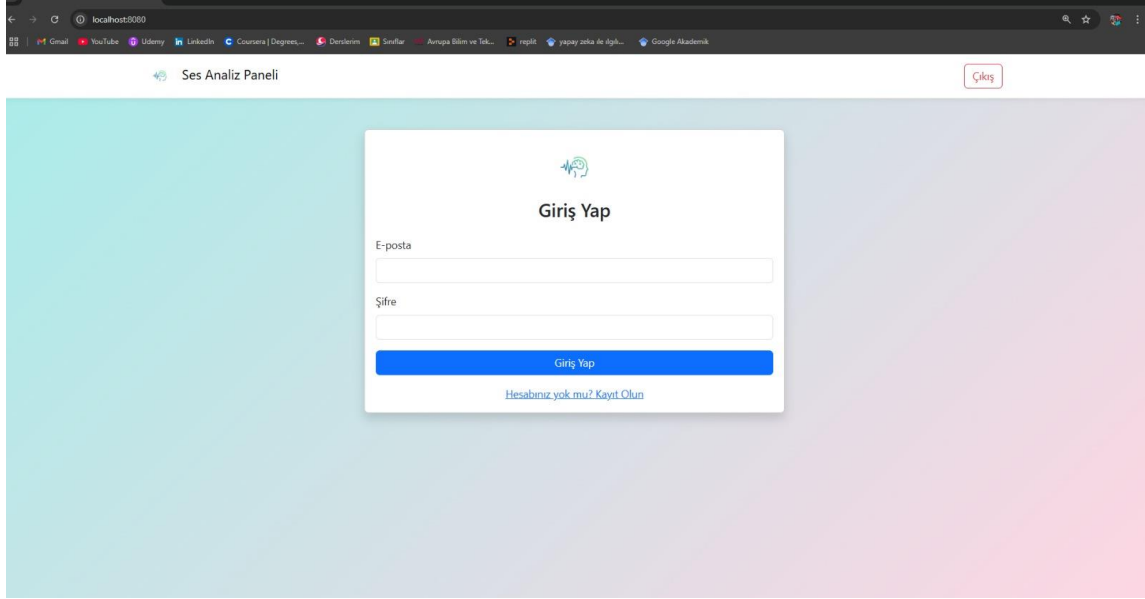 localhost:8080
Gmail YouTube Udemy LinkedIn Coursera | Degrees,... Derslerim Sınıflar Avrupa Bilim ve Tek... replit yapay zeka ile ilgili... Google Akademik
Ses Analiz Paneli Çıkış
Giriş Yap
E-posta
Şifre
Giriş Yap
Hesabınız yok mu? Kayıt Olun